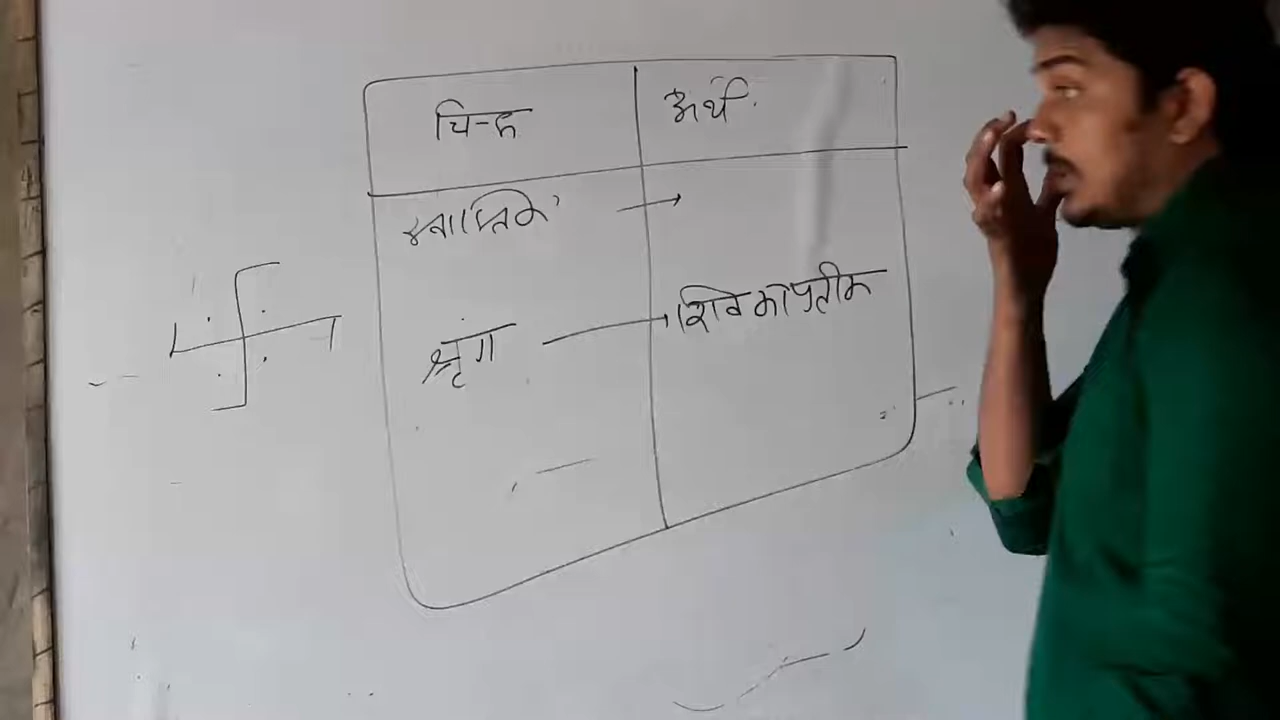 चिन्ह अर्थ
स्वास्तिक →
श्रृंग → शिव का प्रतीक